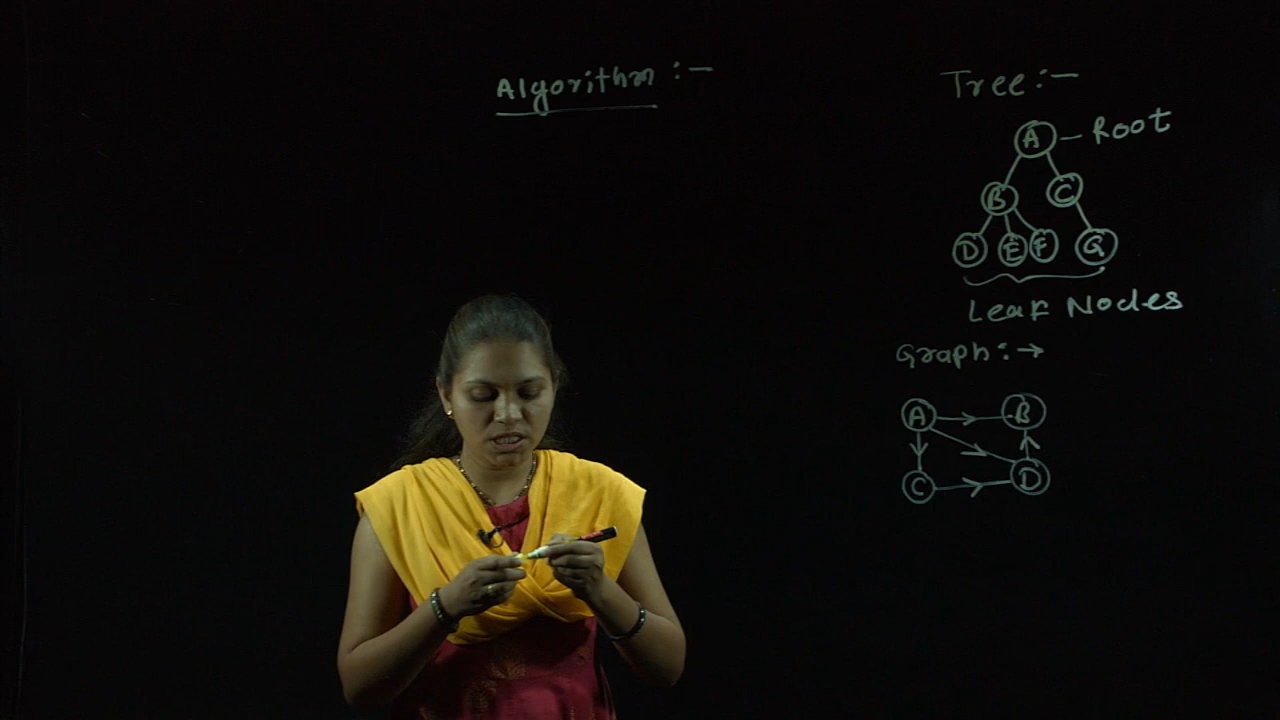 Algorithm :-
Tree :-
A - Root
B C
D E F G
Leaf Nodes
Graph : →
A B
C D